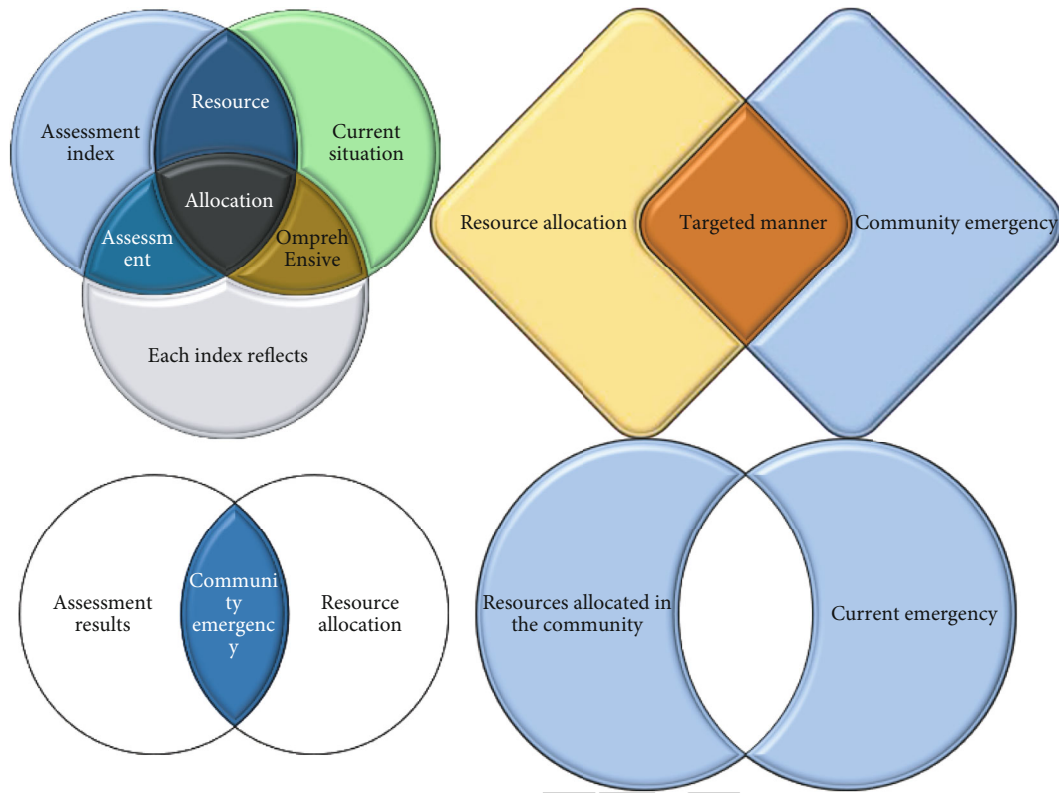 Resource
Assessment
index
Current
situation
Allocation
Assessm
ent
Ompreh
Ensive
Each index reflects
Resource allocation
Targeted manner
Community emergency
Assessment
results
Communi
ty
emergenc
y
Resource
allocation
Resources allocated in
the community
Current emergency